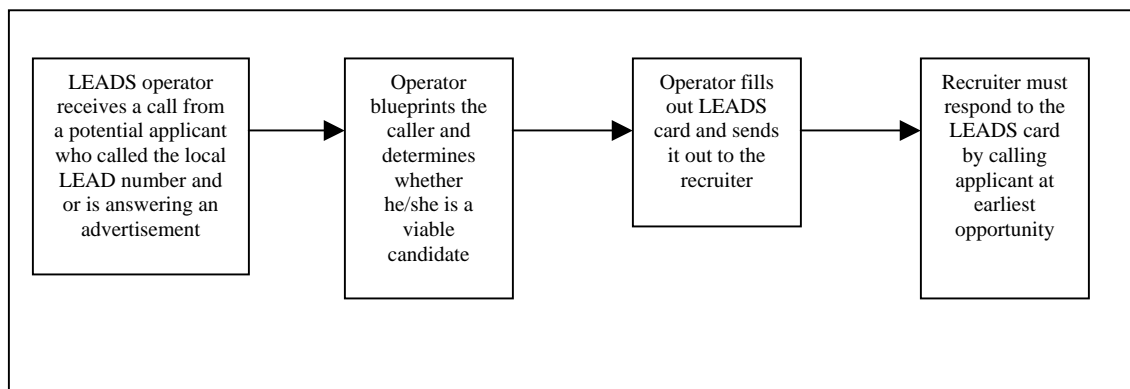 LEADS operator
receives a call from
a potential applicant
who called the local
LEAD number and
or is answering an
advertisement
Operator
blueprints the
caller and
determines
whether
he/she is a
viable
candidate
Operator fills
out LEADS
card and sends
it out to the
recruiter
Recruiter must
respond to the
LEADS card
by calling
applicant at
earliest
opportunity